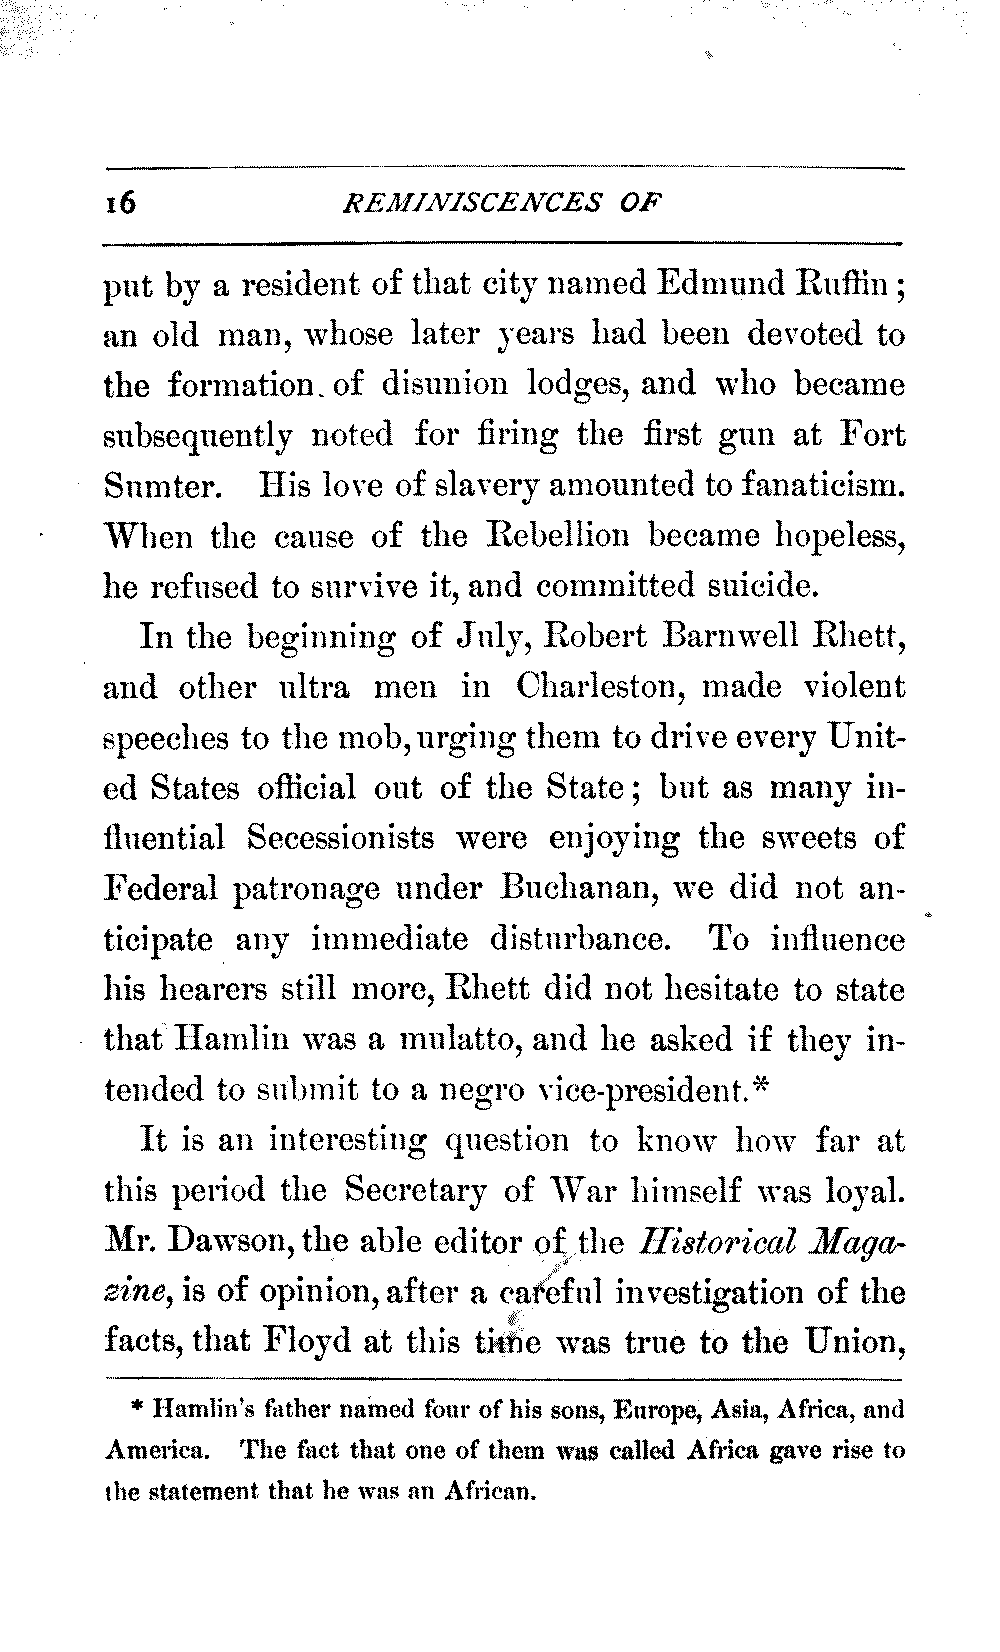 16 REMINISCENCES OF
put by a resident of that city named Edmund Ruffin;
an old man, whose later years had been devoted to
the formation. of disunion lodges, and who became
subsequently noted for firing the first gun at Fort
Sumter. His love of slavery amounted to fanaticism.
When the cause of the Rebellion became hopeless,
he refused to survive it, and committed suicide.
In the beginning of July, Robert Barnwell Rhett,
and other ultra men in Charleston, made violent
speeches to the mob, urging them to drive every Unit-
ed States official out of the State; but as many in-
fluential Secessionists were enjoying the sweets of
Federal patronage under Buchanan, we did not an-
ticipate any immediate disturbance. To influence
his hearers still more, Rhett did not hesitate to state
that Hamlin was a mulatto, and he asked if they in-
tended to submit to a negro vice-president.*
It is an interesting question to know how far at
this period the Secretary of War himself was loyal.
Mr. Dawson, the able editor of the Historical Maga-
zine, is of opinion, after a careful investigation of the
facts, that Floyd at this time was true to the Union,
* Hamlin's father named four of his sons, Europe, Asia, Africa, and
America. The fact that one of them was called Africa gave rise to
the statement that he was an African.